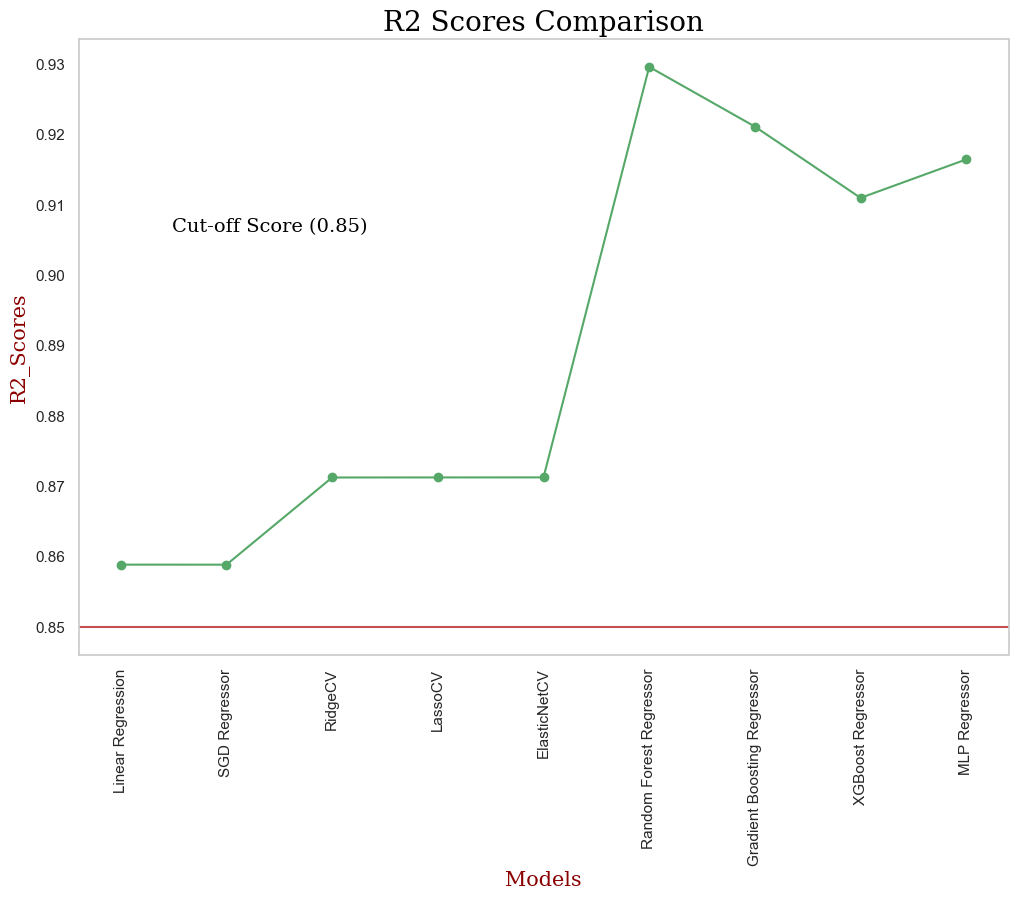 R2 Scores Comparison
R2_Scores
0.93
0.92
0.91
0.90
0.89
0.88
0.87
0.86
0.85
Cut-off Score (0.85)
Linear Regression
SGD Regressor
RidgeCV
LassoCV
ElasticNetCV
Random Forest Regressor
Gradient Boosting Regressor
XGBoost Regressor
MLP Regressor
Models